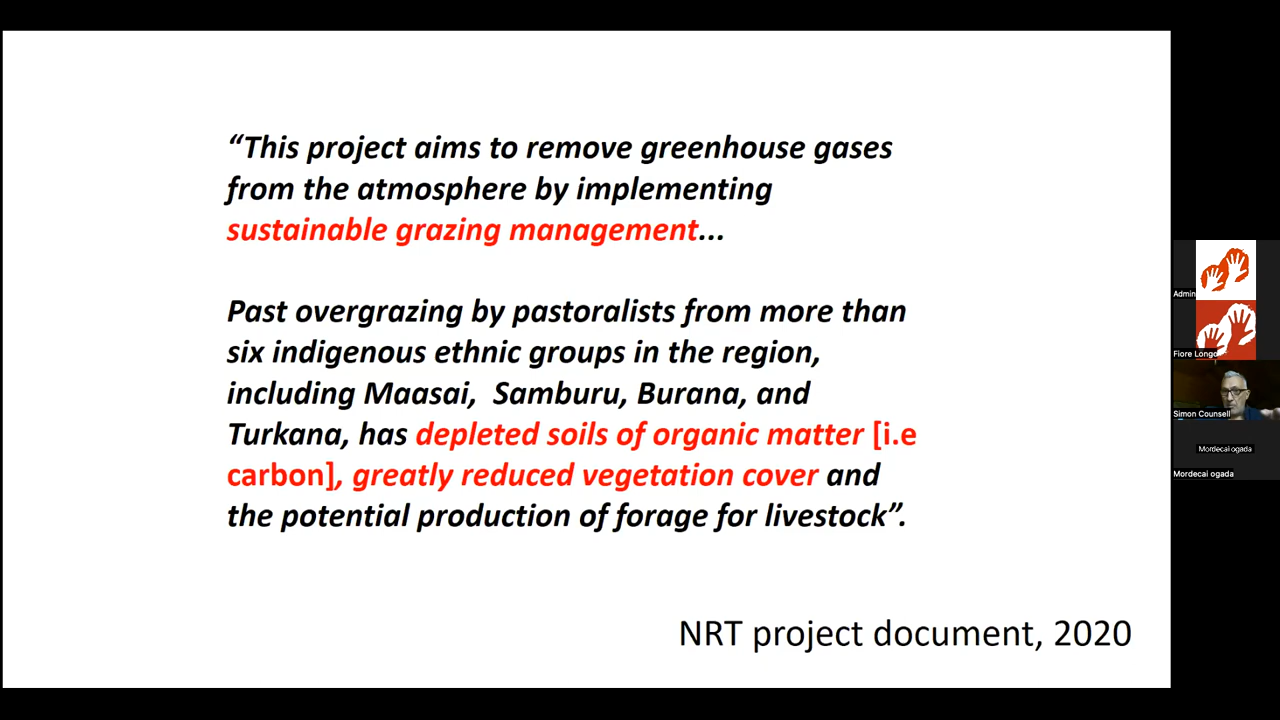 “This project aims to remove greenhouse gases
from the atmosphere by implementing
sustainable grazing management...
Past overgrazing by pastoralists from more than
six indigenous ethnic groups in the region,
including Maasai,  Samburu, Burana, and
Turkana, has depleted soils of organic matter [i.e
carbon], greatly reduced vegetation cover and
the potential production of forage for livestock”.
NRT project document, 2020
Admin
Fiore Longo
Simon Counsell
Mordecai ogada
Mordecai ogada